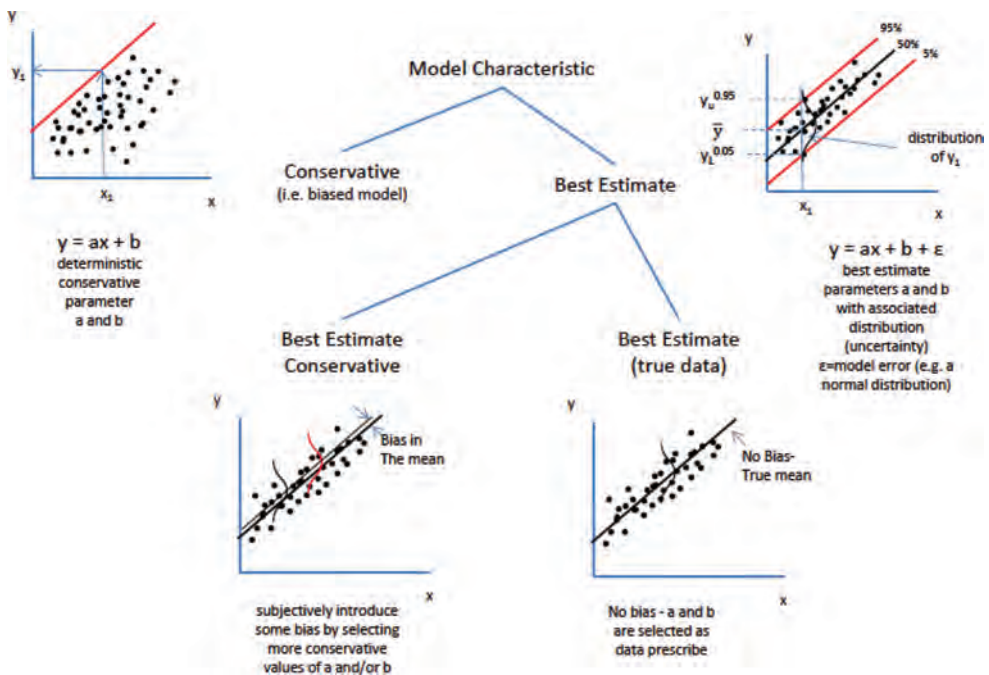 y
y₁
x₁
x
y = ax + b
deterministic
conservative
parameter
a and b
Model Characteristic
Conservative
(i.e. biased model)
Best Estimate
y
95%
50%
5%
yᵤ0.95
ȳ
y_L0.05
distribution
of y₁
x₁
x
y = ax + b + ε
best estimate
parameters a and b
with associated
distribution
(uncertainty)
ε=model error (e.g. a
normal distribution)
Best Estimate
Conservative
y
Bias in
The mean
x
subjectively introduce
some bias by selecting
more conservative
values of a and/or b
Best Estimate
(true data)
y
No Bias-
True mean
x
No bias - a and b
are selected as
data prescribe